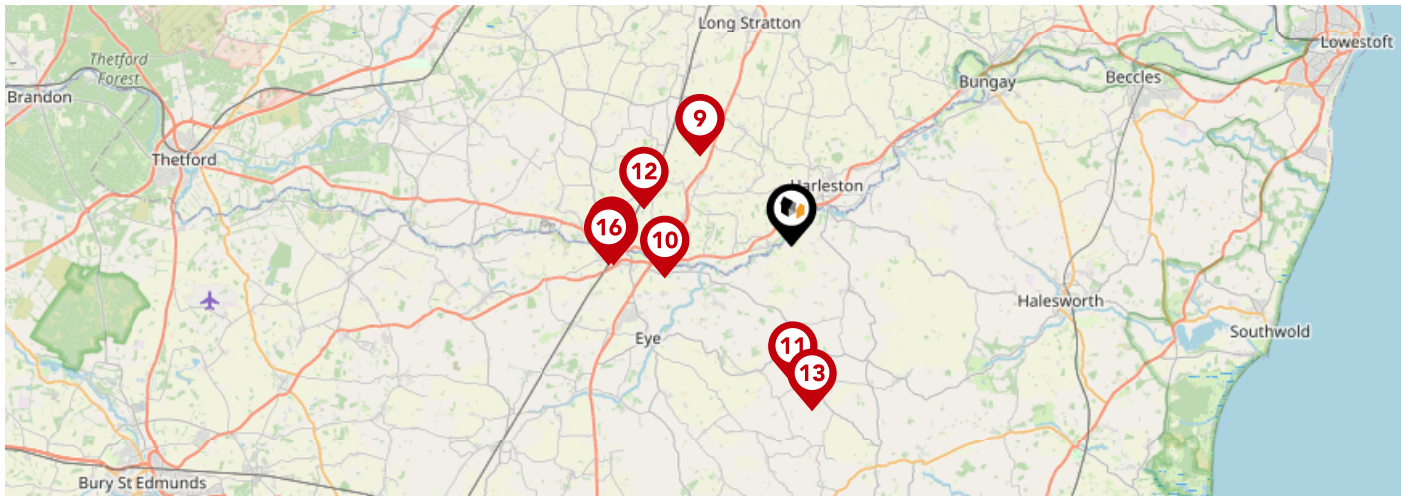 Long Stratton
Lowestoft
Thetford
Forest
Bungay
Beccles
Brandon
9
Thetford
12
Harleston
16
10
Halesworth
Eye
11
Southwold
13
Bury St Edmunds